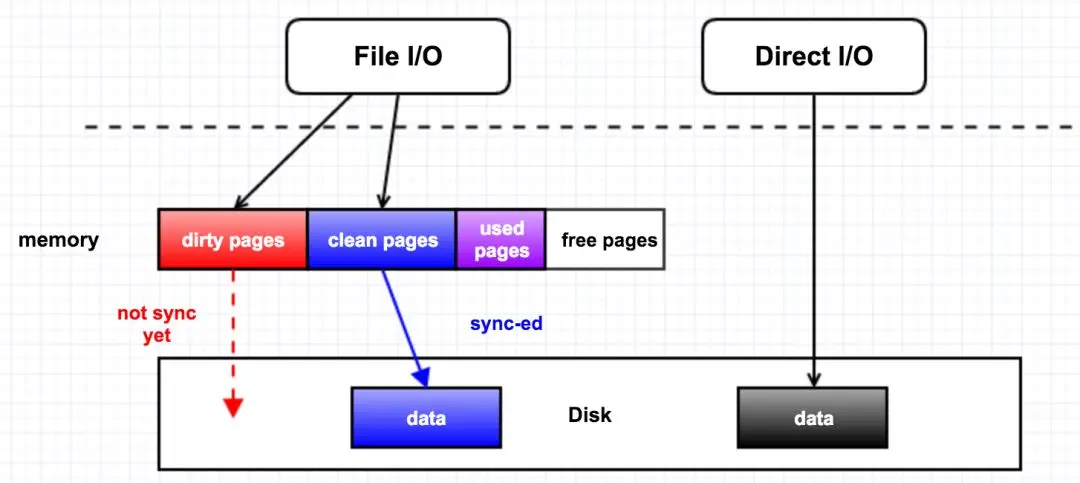 File I/O
Direct I/O
memory
dirty pages
clean pages
used
pages
free pages
not sync
yet
sync-ed
data
Disk
data